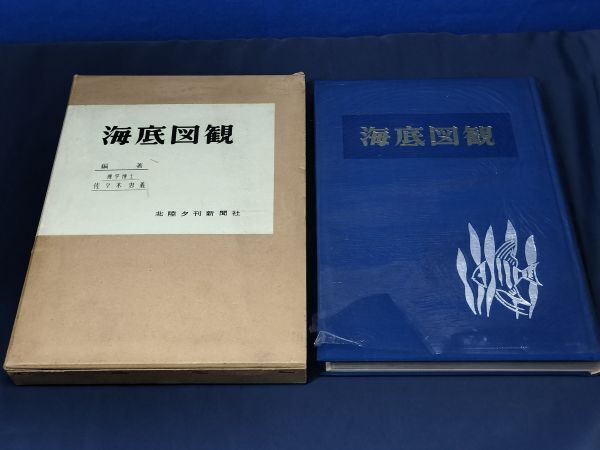 海底図観
編著
理学博士
佐々木忠義
北陸夕刊新聞社
海底図観